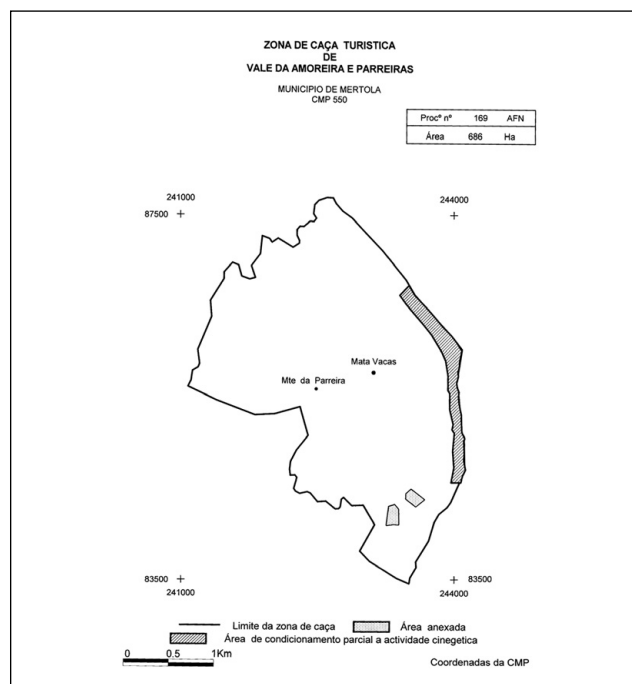 ZONA DE CAÇA TURISTICA
DE
VALE DA AMOREIRA E PARREIRAS
MUNICIPIO DE MERTOLA
CMP 550
Procº nº 169 AFN
Área 686 Ha
241000 244000
87500
Mata Vacas
Mte da Parreira
83500 83500
241000 244000
Limite da zona de caça Área anexada
Área de condicionamento parcial a actividade cinegetica
0 0.5 1Km
Coordenadas da CMP